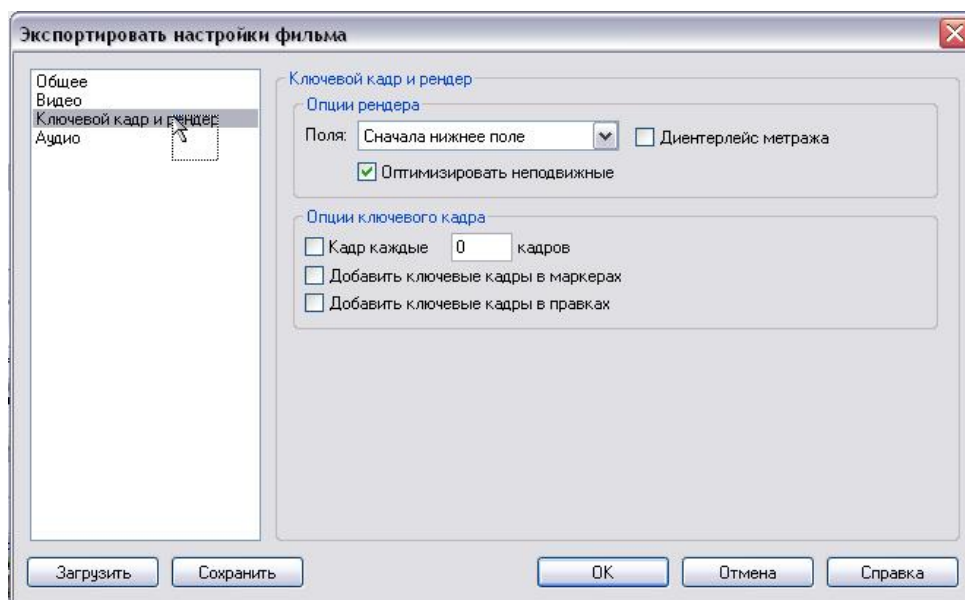 Экспортировать настройки фильма
Общее
Видео
Ключевой кадр и рендер
Аудио
Ключевой кадр и рендер
Опции рендера
Поля: Сначала нижнее поле Диентерлейс метража
Оптимизировать неподвижные
Опции ключевого кадра
Кадр каждые 0 кадров
Добавить ключевые кадры в маркерах
Добавить ключевые кадры в правках
Загрузить Сохранить OK Отмена Справка